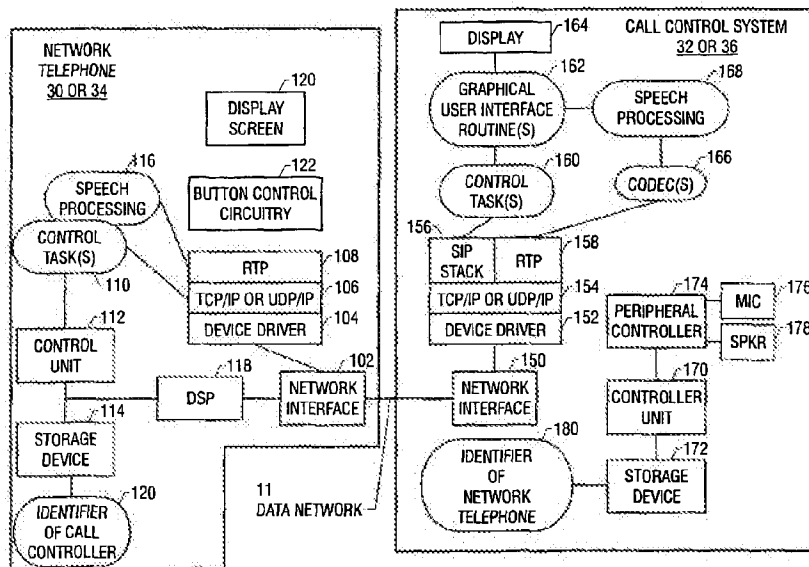 NETWORK
TELEPHONE
30 OR 34
120
DISPLAY
SCREEN
122
BUTTON CONTROL
CIRCUITRY
116
SPEECH
PROCESSING
CONTROL
TASK(S)
110
RTP
108
TCP/IP OR UDP/IP
106
DEVICE DRIVER
104
112
CONTROL
UNIT
118
DSP
102
NETWORK
INTERFACE
114
STORAGE
DEVICE
120
IDENTIFIER
OF CALL
CONTROLLER
11
DATA NETWORK
CALL CONTROL SYSTEM
32 OR 36
164
DISPLAY
162
GRAPHICAL
USER INTERFACE
ROUTINE(S)
168
SPEECH
PROCESSING
160
CONTROL
TASK(S)
166
CODEC(S)
156
SIP
STACK
RTP
158
TCP/IP OR UDP/IP
154
DEVICE DRIVER
152
174
PERIPHERAL
CONTROLLER
176
MIC
178
SPKR
150
NETWORK
INTERFACE
170
CONTROLLER
UNIT
180
IDENTIFIER
OF
NETWORK
TELEPHONE
172
STORAGE
DEVICE